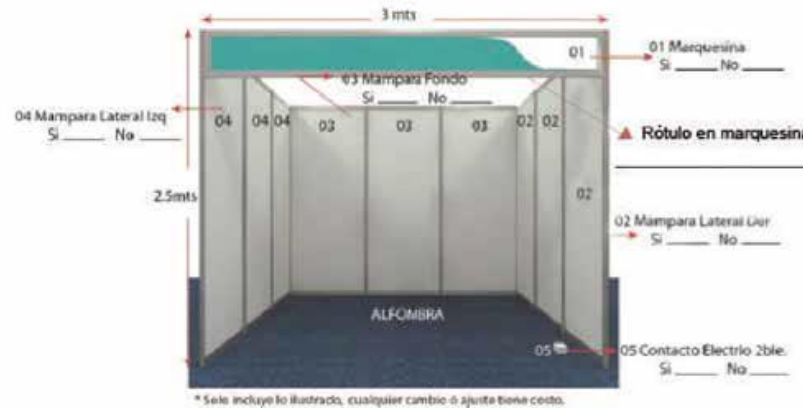 3 mts
01
01 Marquesina
Si _____ No _____
03 Mampara Fondo
Si _____ No _____
04 Mampara Lateral Izq
Si _____ No _____
04 04 04 03 03 03 02 02 02
▲ Rótulo en marquesina
2.5mts
02 Mampara Lateral Der
Si _____ No _____
ALFOMBRA
05
05 Contacto Electrio 2ble.
Si _____ No _____
* Solo incluye lo ilustrado, cualquier cambio ó ajuste tiene costo.